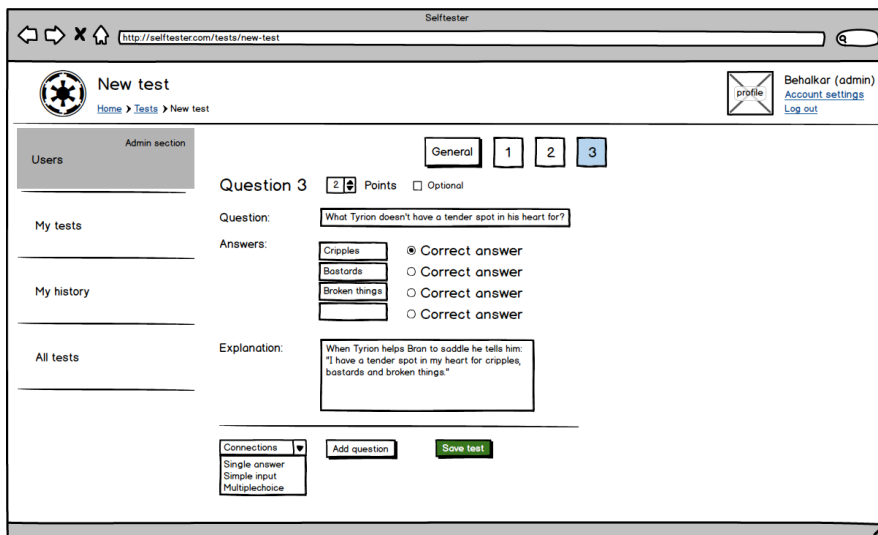 Selftester
http://selftester.com/tests/new-test
New test
Home > Tests > New test
profile
Behalkar (admin)
Account settings
Log out
Admin section
Users
My tests
My history
All tests
General 1 2 3
Question 3 2 Points Optional
Question: What Tyrion doesn't have a tender spot in his heart for?
Answers:
Cripples Correct answer
Bastards Correct answer
Broken things Correct answer
Correct answer
Explanation:
When Tyrion helps Bran to saddle he tells him:
"I have a tender spot in my heart for cripples,
bastards and broken things."
Connections Add question Save test
Single answer
Simple input
Multiplechoice